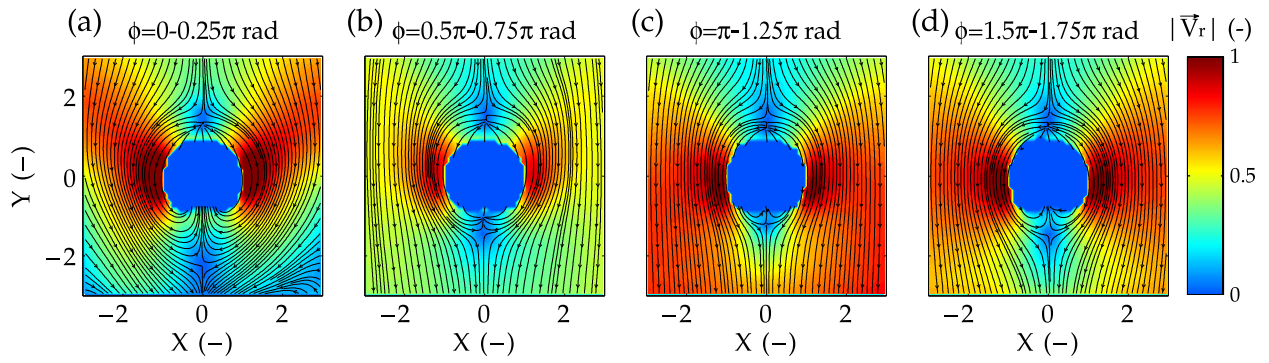 (a) (b) (c) (d)
ϕ=0-0.25π rad ϕ=0.5π-0.75π rad ϕ=π-1.25π rad ϕ=1.5π-1.75π rad |V⃗r| (-)
2 1
Y (−) 0 0.5
−2 0
−2 0 2 −2 0 2 −2 0 2 −2 0 2
X (−) X (−) X (−) X (−)